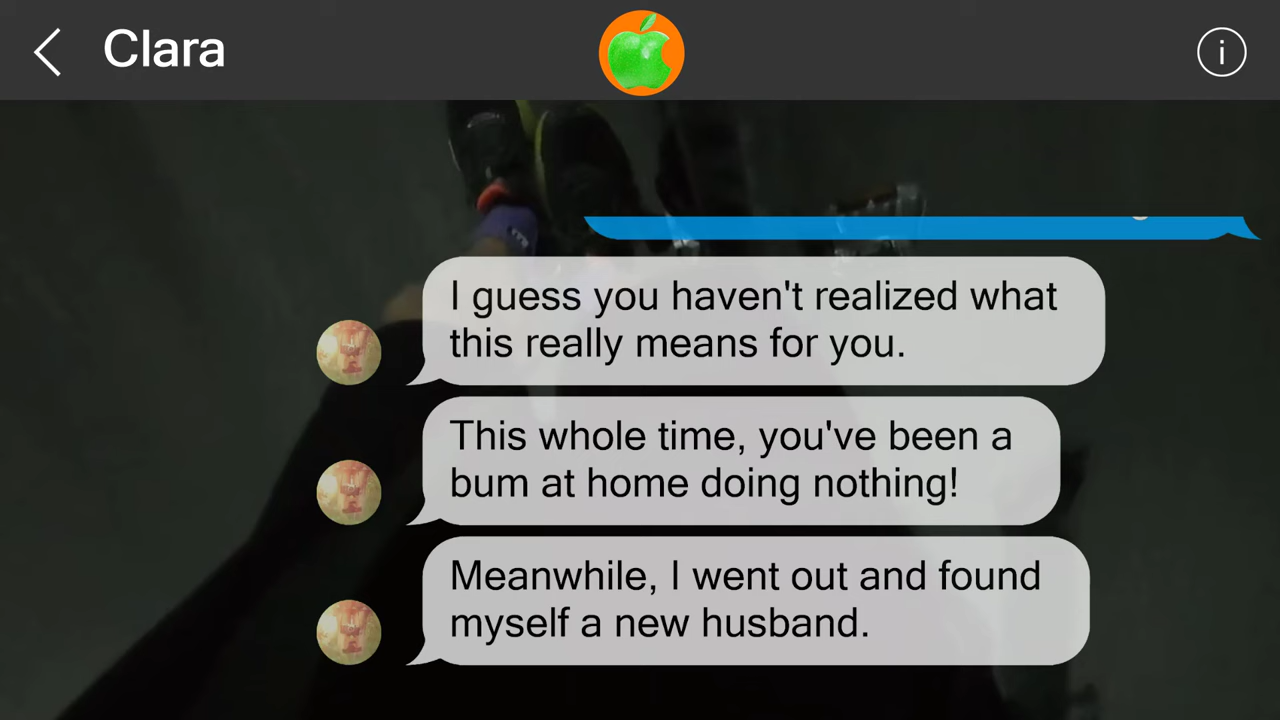 Clara
i
I guess you haven't realized what
this really means for you.
This whole time, you've been a
bum at home doing nothing!
Meanwhile, I went out and found
myself a new husband.